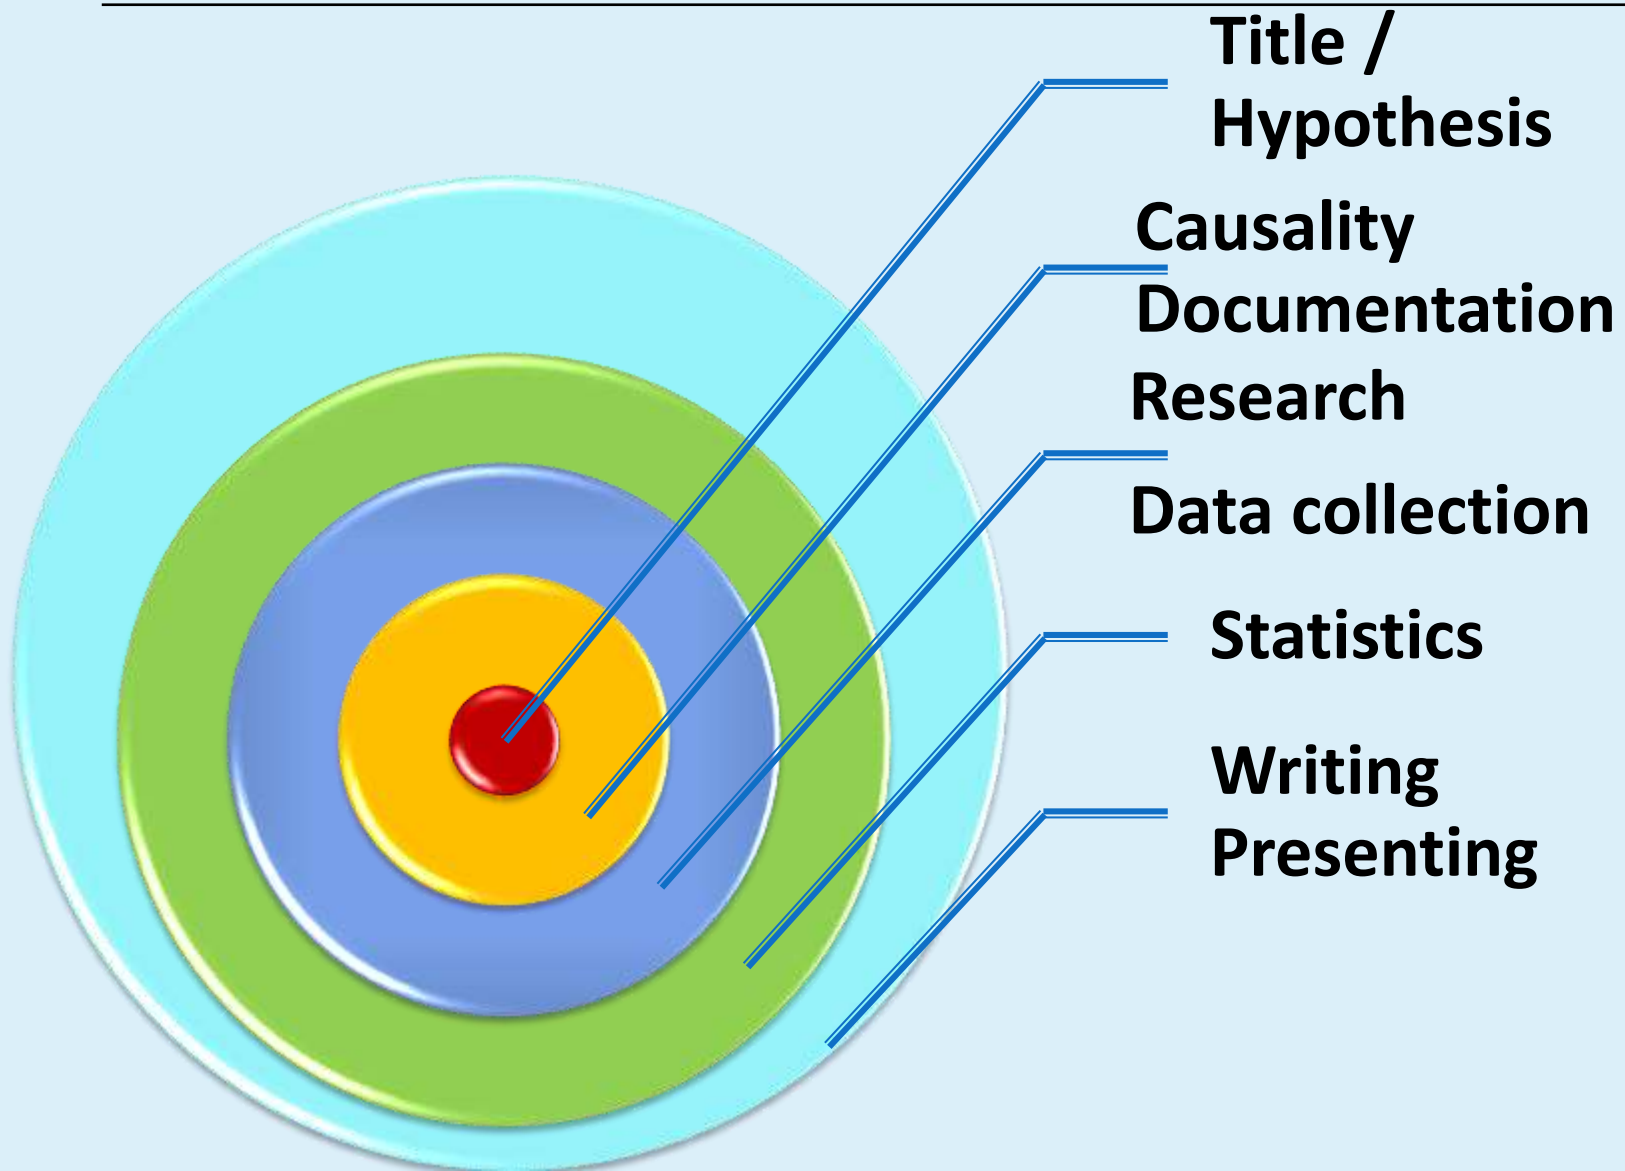 Title /
Hypothesis
Causality
Documentation
Research
Data collection
Statistics
Writing
Presenting